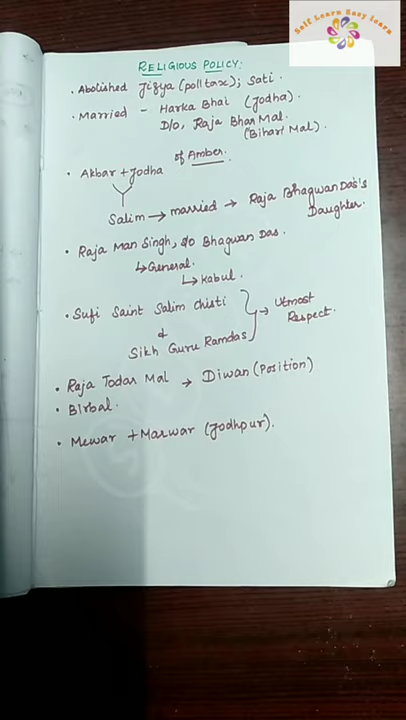 Self Learn Easy learn
RELIGIOUS POLICY:
• Abolished Jizya (poll tax); Sati.
• Married - Harka Bhai (Jodha).
D/o, Raja Bhar Mal.
(Bihari Mal).
of Amber.
• Akbar + Jodha
Salim → married → Raja Bhagwan Das's
Daughter.
• Raja Man Singh, s/o Bhagwan Das.
↳ General.
↳ Kabul.
• Sufi Saint Salim Chisti
&
Sikh Guru Ramdas
→ Utmost
Respect.
• Raja Todar Mal → Diwan (Position)
• Birbal.
• Mewar + Marwar (Jodhpur).